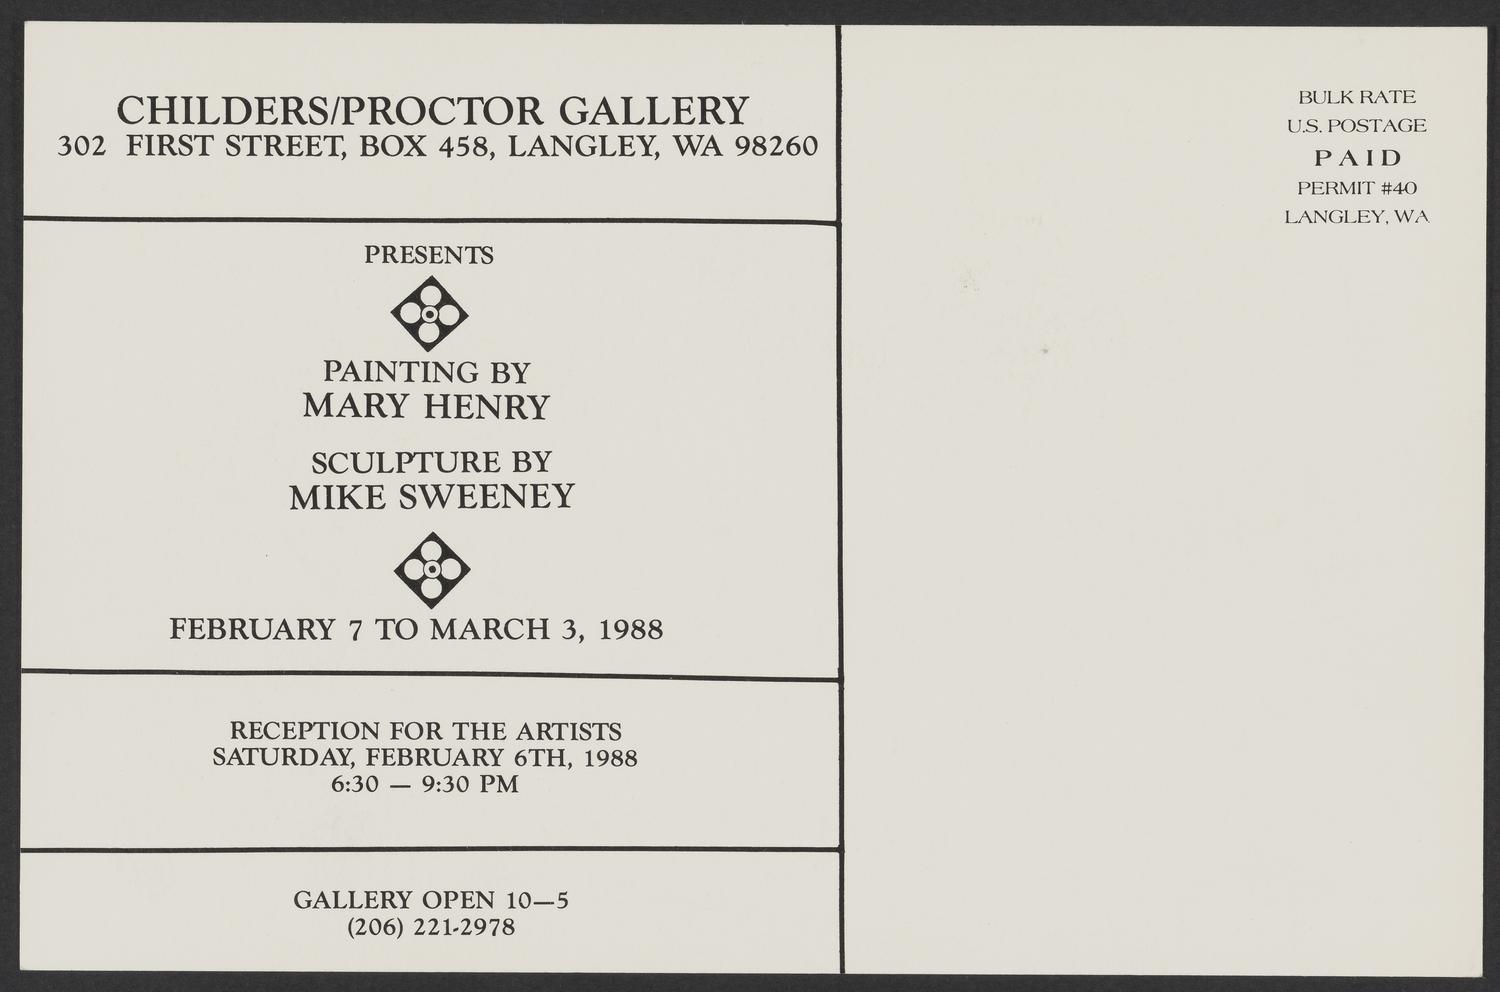 CHILDERS/PROCTOR GALLERY
302 FIRST STREET, BOX 458, LANGLEY, WA 98260
PRESENTS
PAINTING BY
MARY HENRY
SCULPTURE BY
MIKE SWEENEY
FEBRUARY 7 TO MARCH 3, 1988
RECEPTION FOR THE ARTISTS
SATURDAY, FEBRUARY 6TH, 1988
6:30 — 9:30 PM
GALLERY OPEN 10—5
(206) 221-2978
BULK RATE
U.S. POSTAGE
PAID
PERMIT #40
LANGLEY, WA